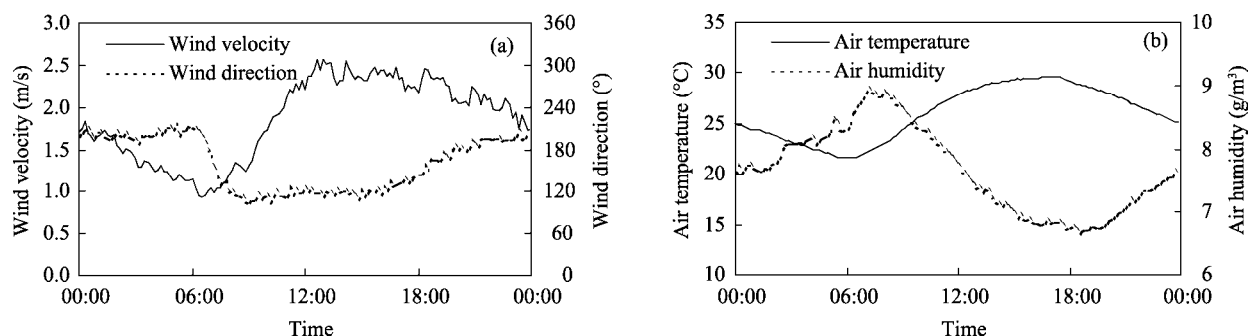 3.0
2.5
2.0
1.5
1.0
0.5
0.0
Wind velocity (m/s)
Wind velocity
Wind direction
(a)
360
300
240
180
120
60
0
Wind direction (°)
00:00 06:00 12:00 18:00 00:00
Time
35
30
25
20
15
10
Air temperature (°C)
Air temperature
Air humidity
(b)
10
9
8
7
6
Air humidity (g/m³)
00:00 06:00 12:00 18:00 00:00
Time